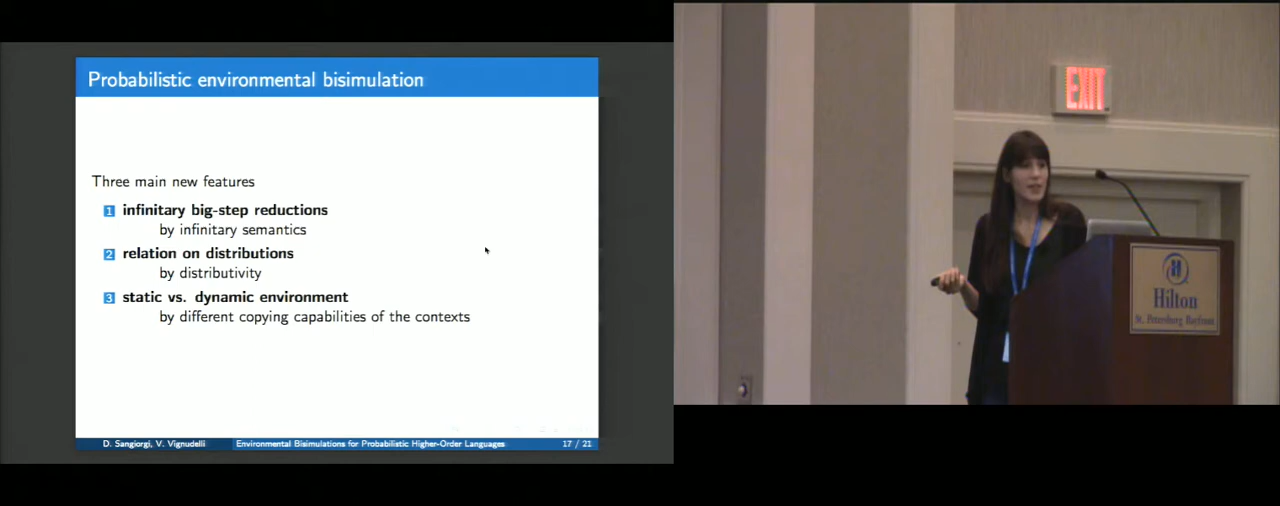 Probabilistic environmental bisimulation
Three main new features
1 infinitary big-step reductions
by infinitary semantics
2 relation on distributions
by distributivity
3 static vs. dynamic environment
by different copying capabilities of the contexts
D. Sangiorgi, V. Vignudelli
Environmental Bisimulations for Probabilistic Higher-Order Languages
17 / 21
EXIT
Hilton
St. Petersburg Bayfront